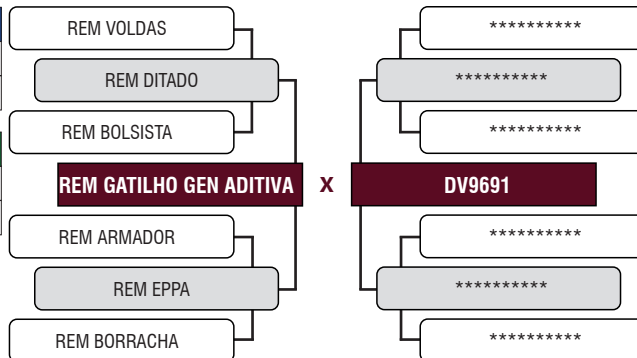 REM VOLDAS
**********
REM DITADO
**********
REM BOLSISTA
**********
REM GATILHO GEN ADITIVA X DV9691
REM ARMADOR
**********
REM EPPA
**********
REM BORRACHA
**********